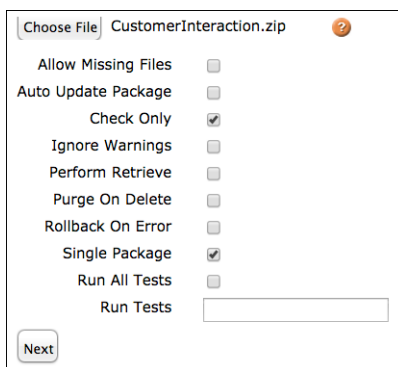 Choose File CustomerInteraction.zip ?
Allow Missing Files
Auto Update Package
Check Only
Ignore Warnings
Perform Retrieve
Purge On Delete
Rollback On Error
Single Package
Run All Tests
Run Tests
Next